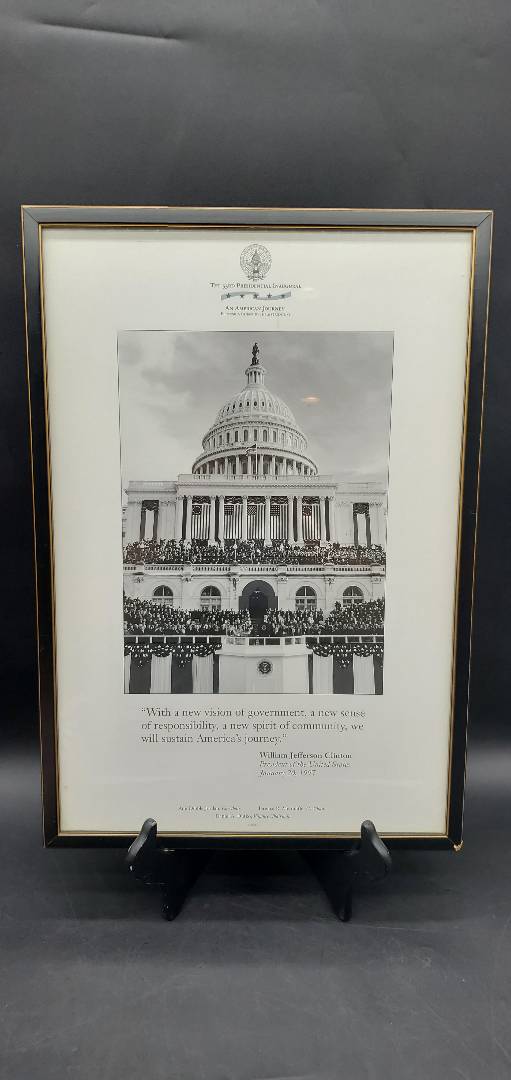 The 53rd Presidential Inaugural
An American Journey
"With a new vision of government, a new sense
of responsibility, a new spirit of community, we
will sustain America's journey."
William Jefferson Clinton
President of the United States
January 20, 1997